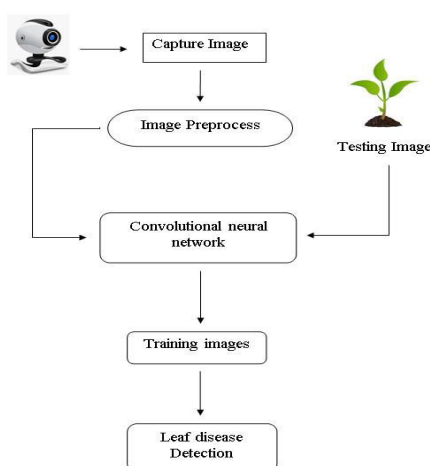 Capture Image
Image Preprocess
Testing Image
Convolutional neural
network
Training images
Leaf disease
Detection